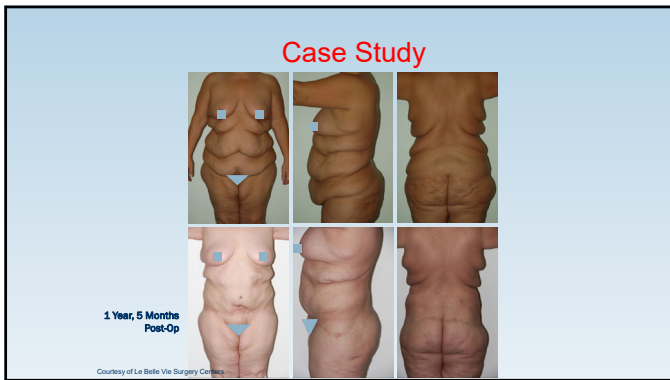 Case Study
1 Year, 5 Months
Post-Op
Courtesy of Le Belle Vie Surgery Centers